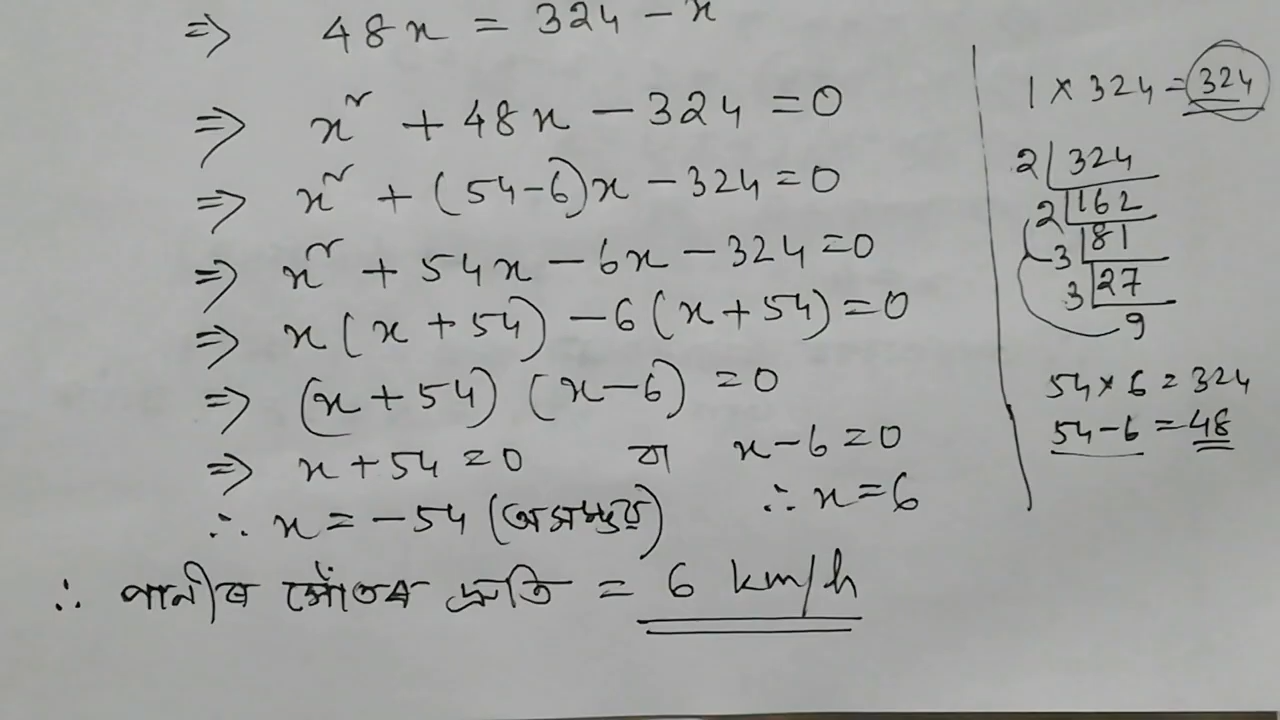 ⇒ 48x = 324 - x
⇒ x² + 48x - 324 = 0
⇒ x² + (54-6)x - 324 = 0
⇒ x² + 54x - 6x - 324 = 0
⇒ x(x + 54) - 6(x + 54) = 0
⇒ (x + 54) (x - 6) = 0
⇒ x + 54 = 0 বা x - 6 = 0
∴ x = -54 (অসম্ভৱ) ∴ x = 6
∴ পানীৰ সোঁতৰ দ্ৰুতি = 6 km/h
1 × 324 = 324
2 | 324
2 | 162
3 | 81
3 | 27
9
54 × 6 = 324
54 - 6 = 48